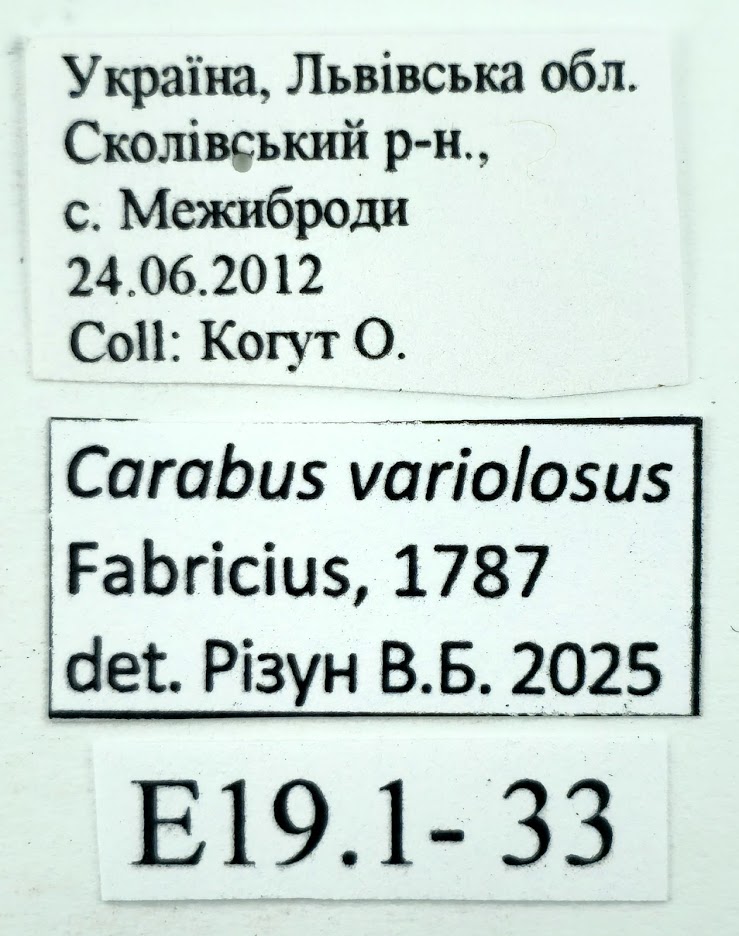 Україна, Львівська обл.
Сколівський р-н.,
с. Межиброди
24.06.2012
Coll: Когут О.
Carabus variolosus
Fabricius, 1787
det. Різун В.Б. 2025
E19.1- 33